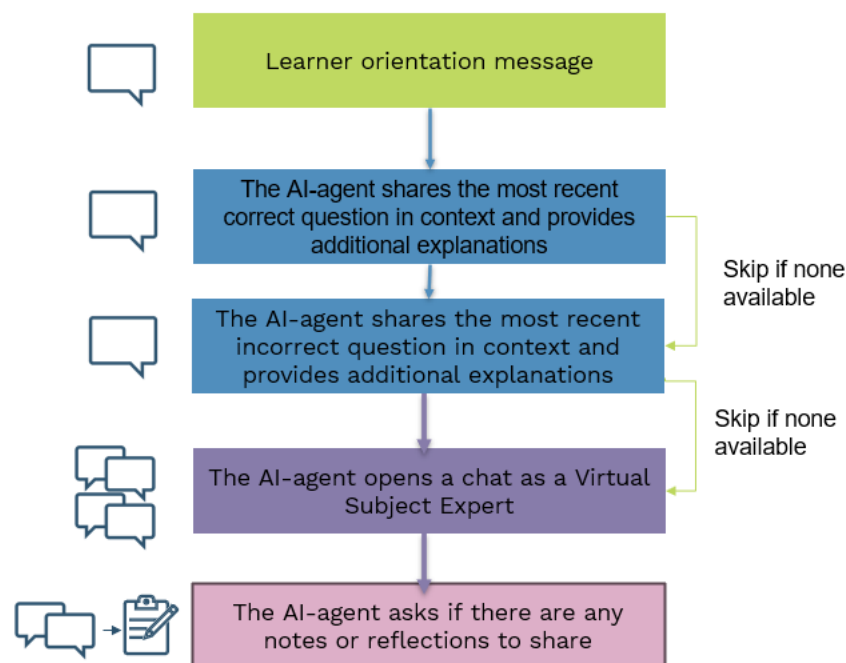 Learner orientation message
The AI-agent shares the most recent
correct question in context and provides
additional explanations
Skip if none
available
The AI-agent shares the most recent
incorrect question in context and
provides additional explanations
Skip if none
available
The AI-agent opens a chat as a Virtual
Subject Expert
The AI-agent asks if there are any
notes or reflections to share